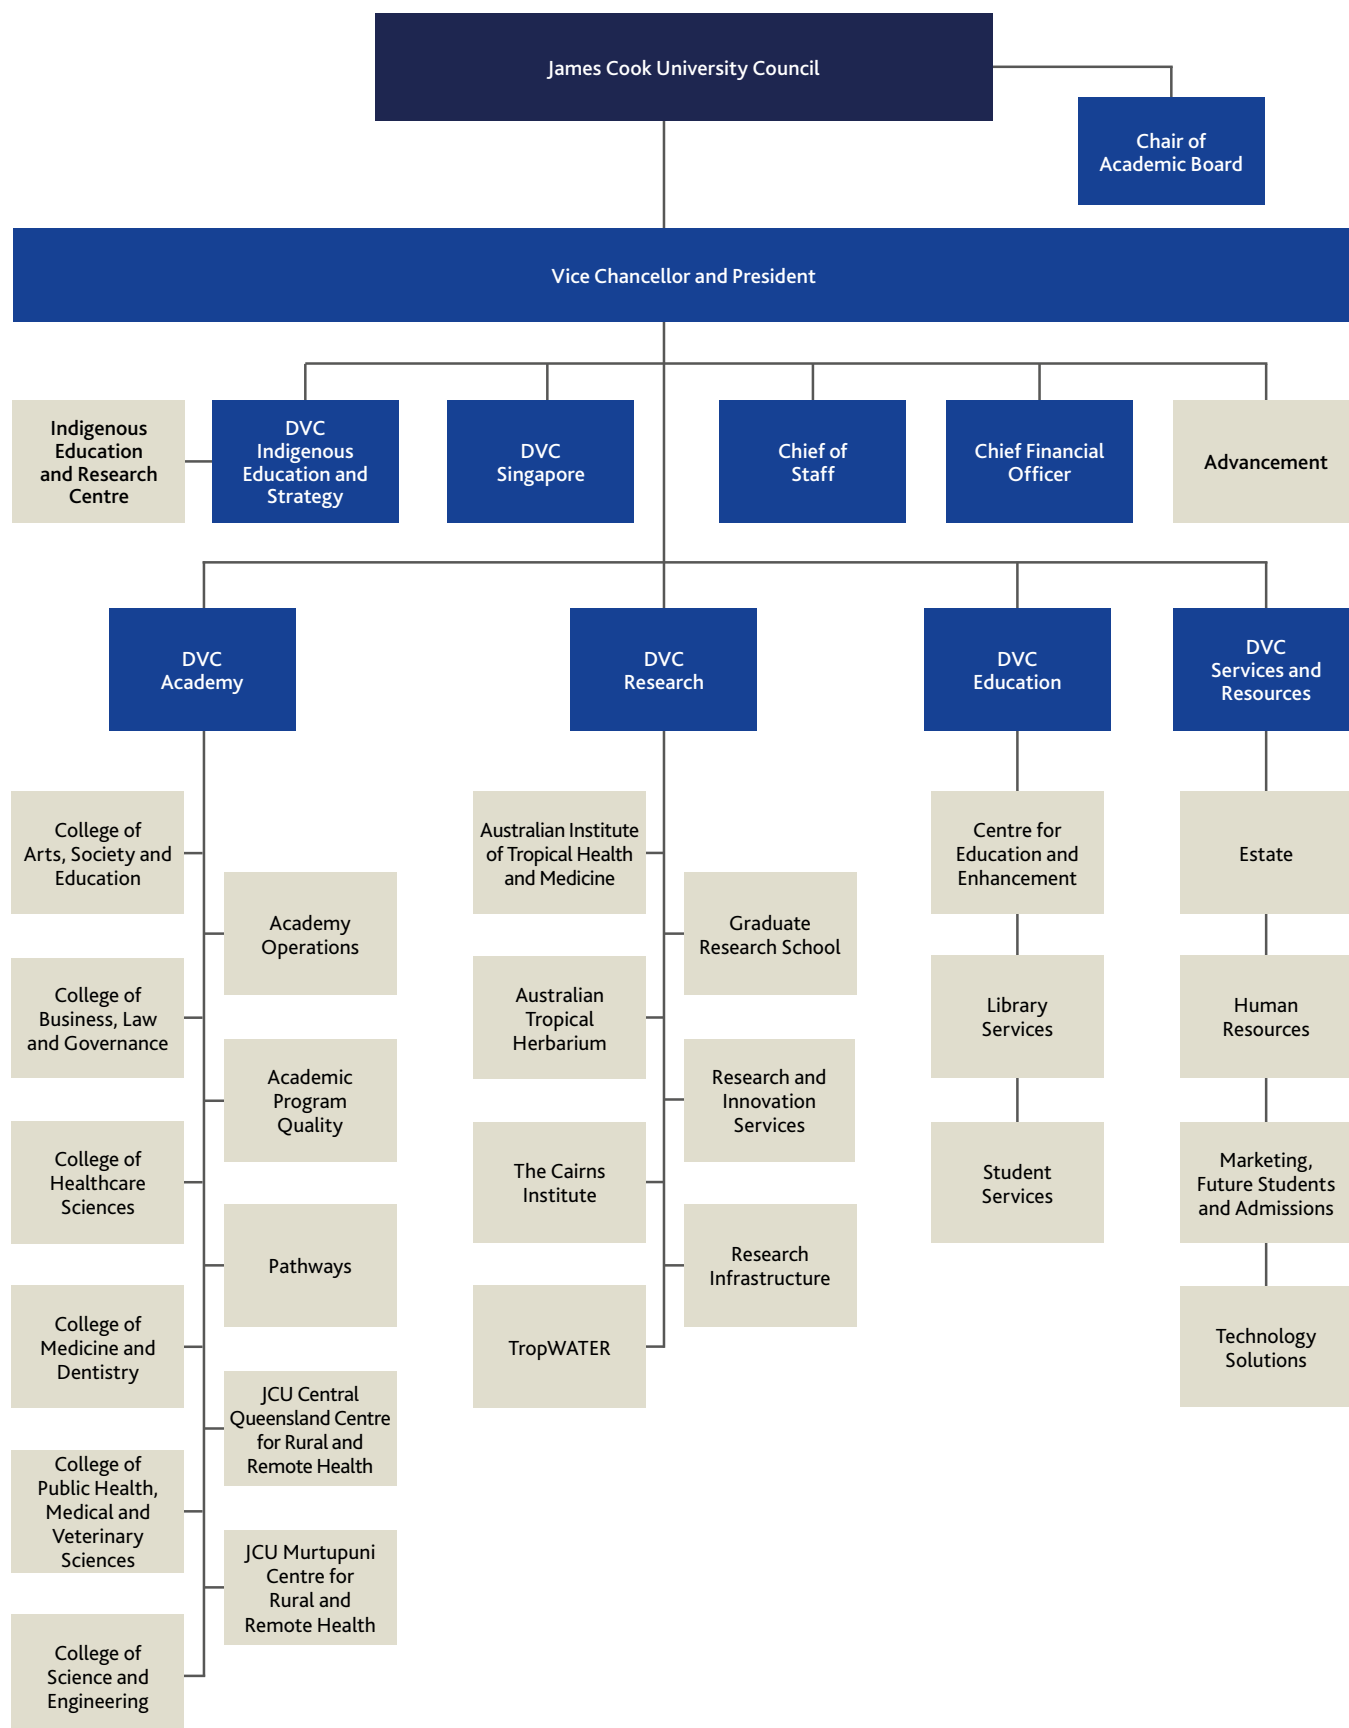 James Cook University Council
Chair of
Academic Board
Vice Chancellor and President
Indigenous
Education
and Research
Centre
DVC
Indigenous
Education and
Strategy
DVC
Singapore
Chief of
Staff
Chief Financial
Officer
Advancement
DVC
Academy
DVC
Research
DVC
Education
DVC
Services and
Resources
College of
Arts, Society and
Education
Academy
Operations
College of
Business, Law
and Governance
Academic
Program
Quality
College of
Healthcare
Sciences
Pathways
College of
Medicine and
Dentistry
JCU Central
Queensland Centre
for Rural and
Remote Health
College of
Public Health,
Medical and
Veterinary
Sciences
JCU Murtupuni
Centre for
Rural and
Remote Health
College of
Science and
Engineering
Australian Institute
of Tropical Health
and Medicine
Graduate
Research School
Australian
Tropical
Herbarium
Research and
Innovation
Services
The Cairns
Institute
Research
Infrastructure
TropWATER
Centre for
Education and
Enhancement
Library
Services
Student
Services
Estate
Human
Resources
Marketing,
Future Students
and Admissions
Technology
Solutions